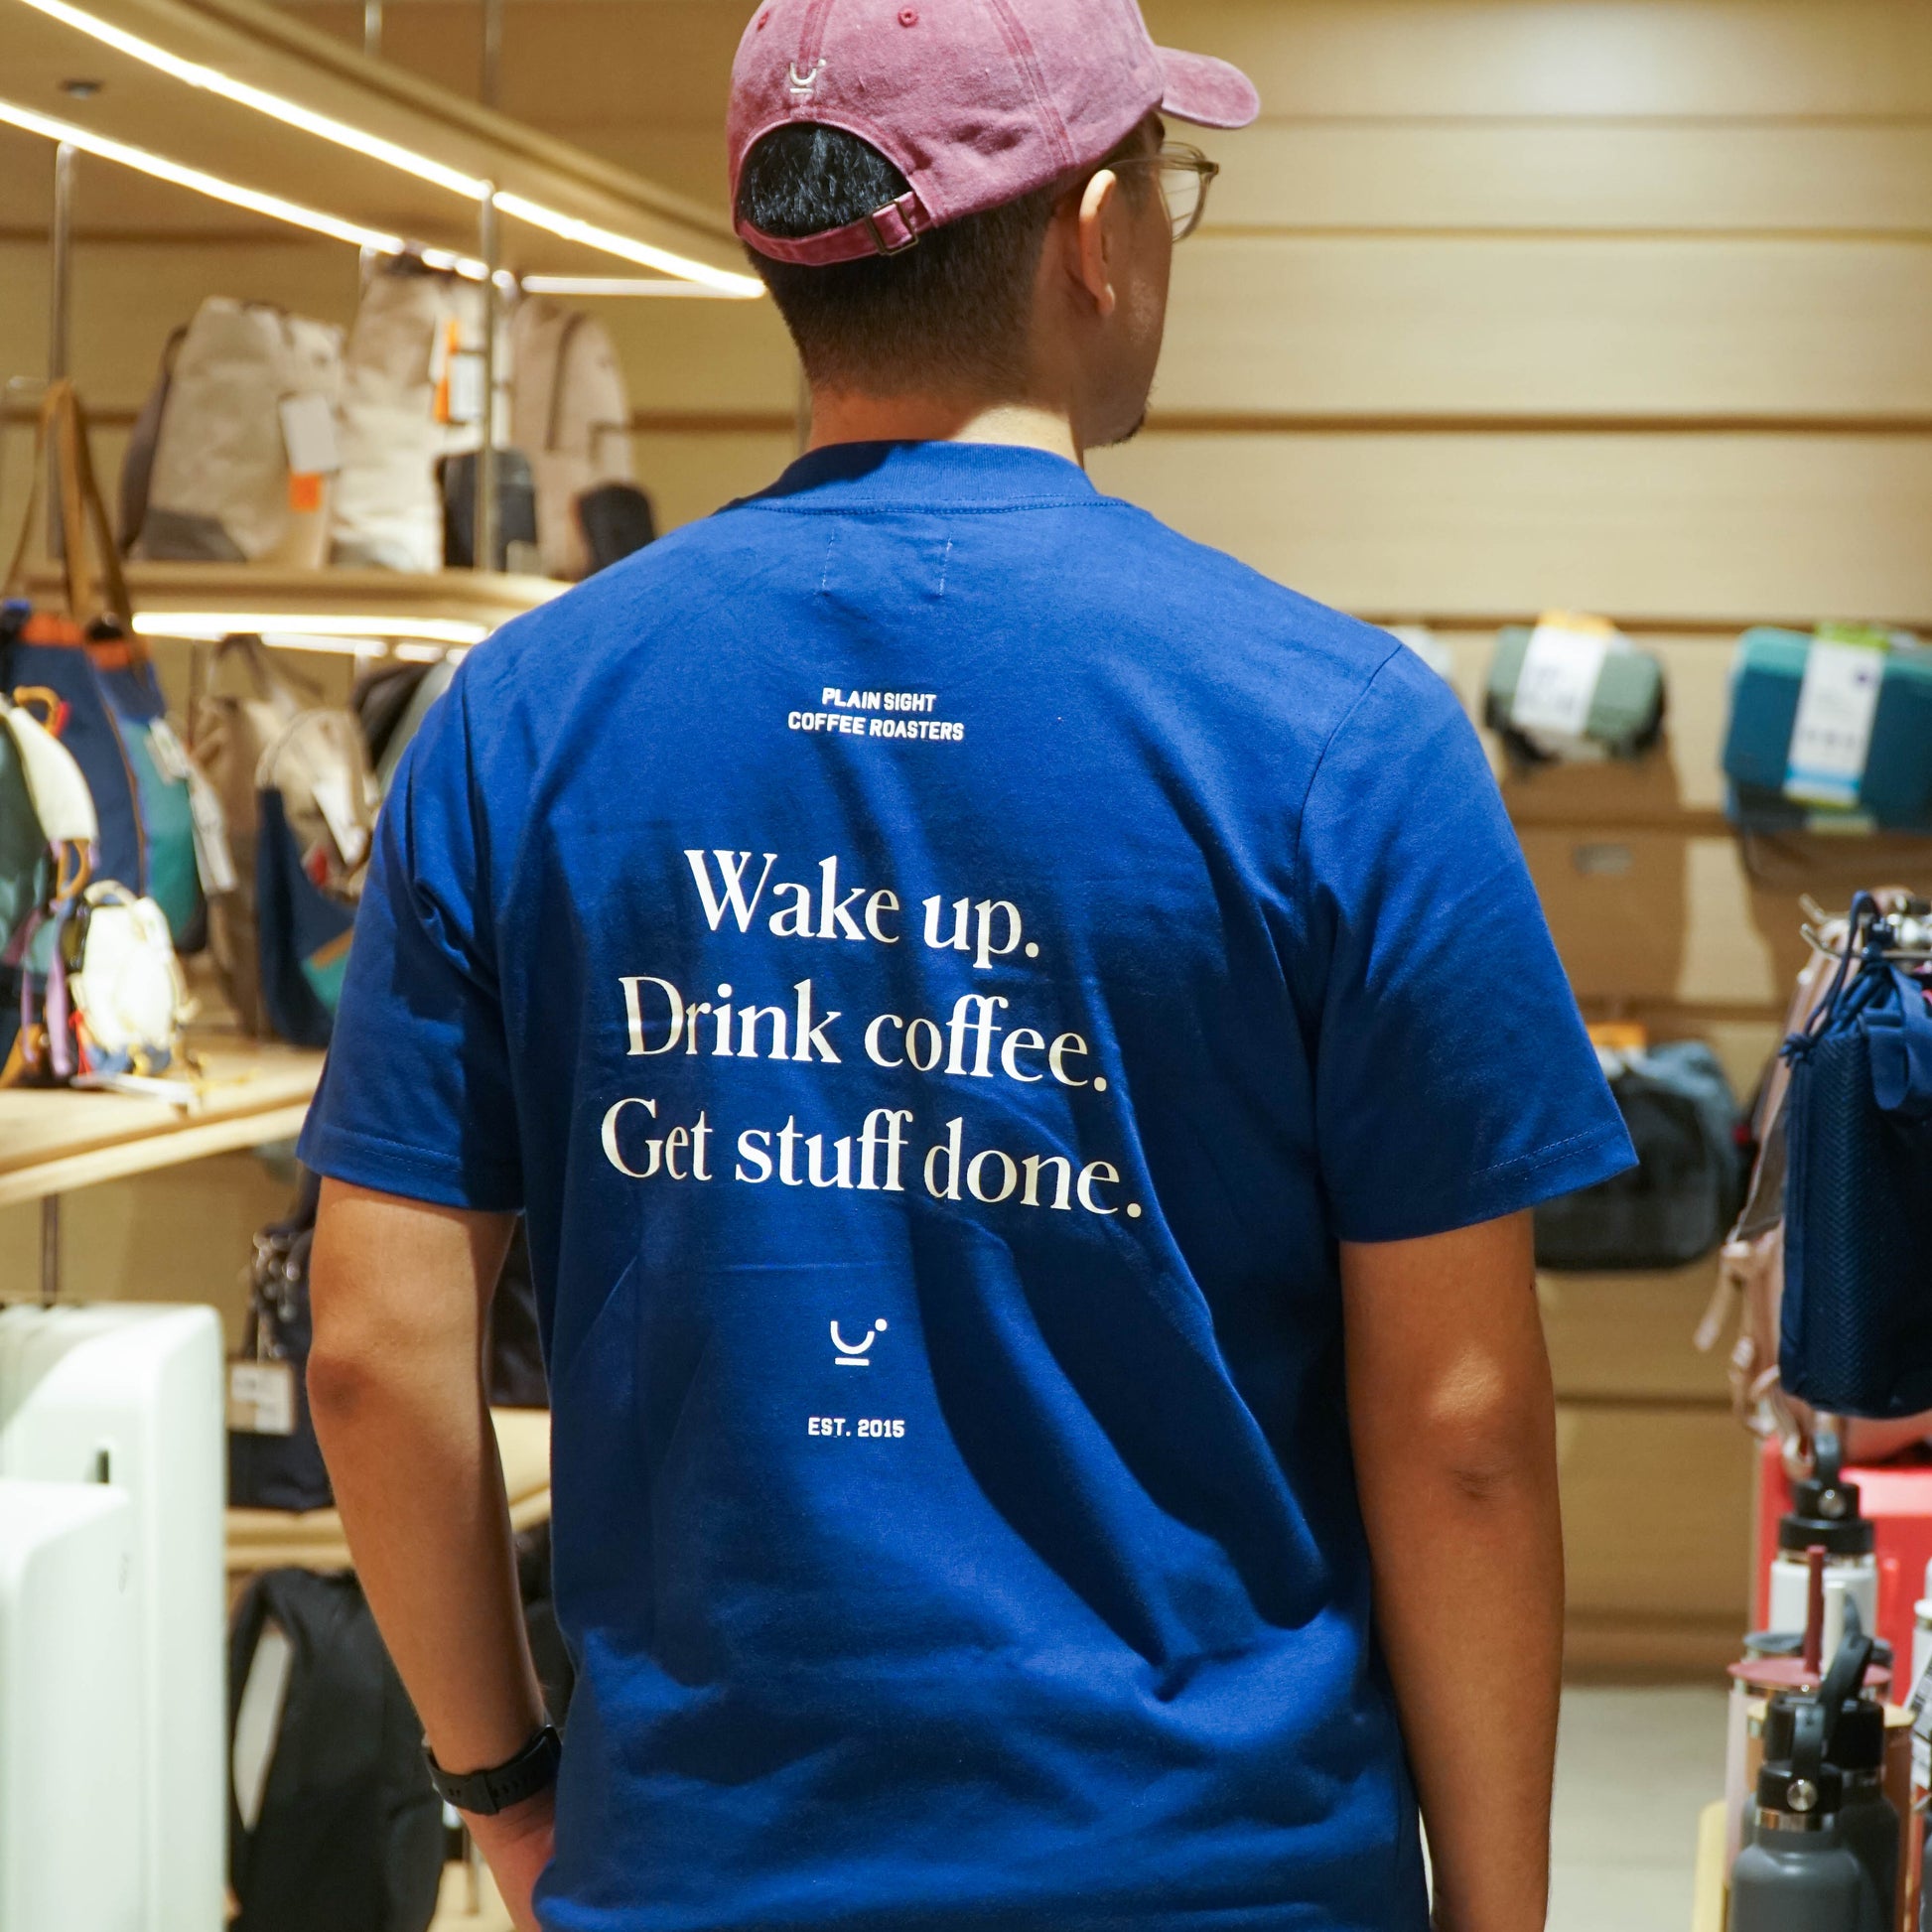 PLAIN SIGHT
COFFEE ROASTERS
Wake up.
Drink coffee.
Get stuff done.
EST. 2015